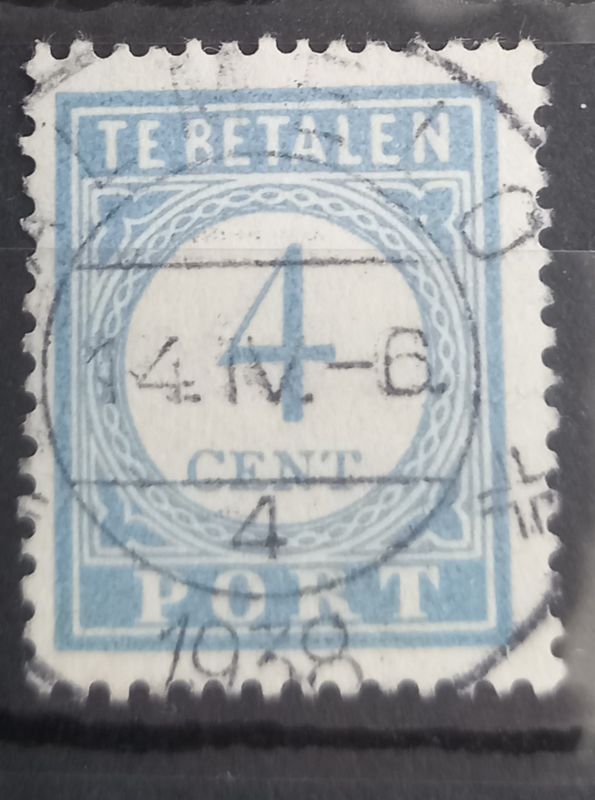 TE BETALEN
4
14.IV.-6.
CENT
4
PORT
1938